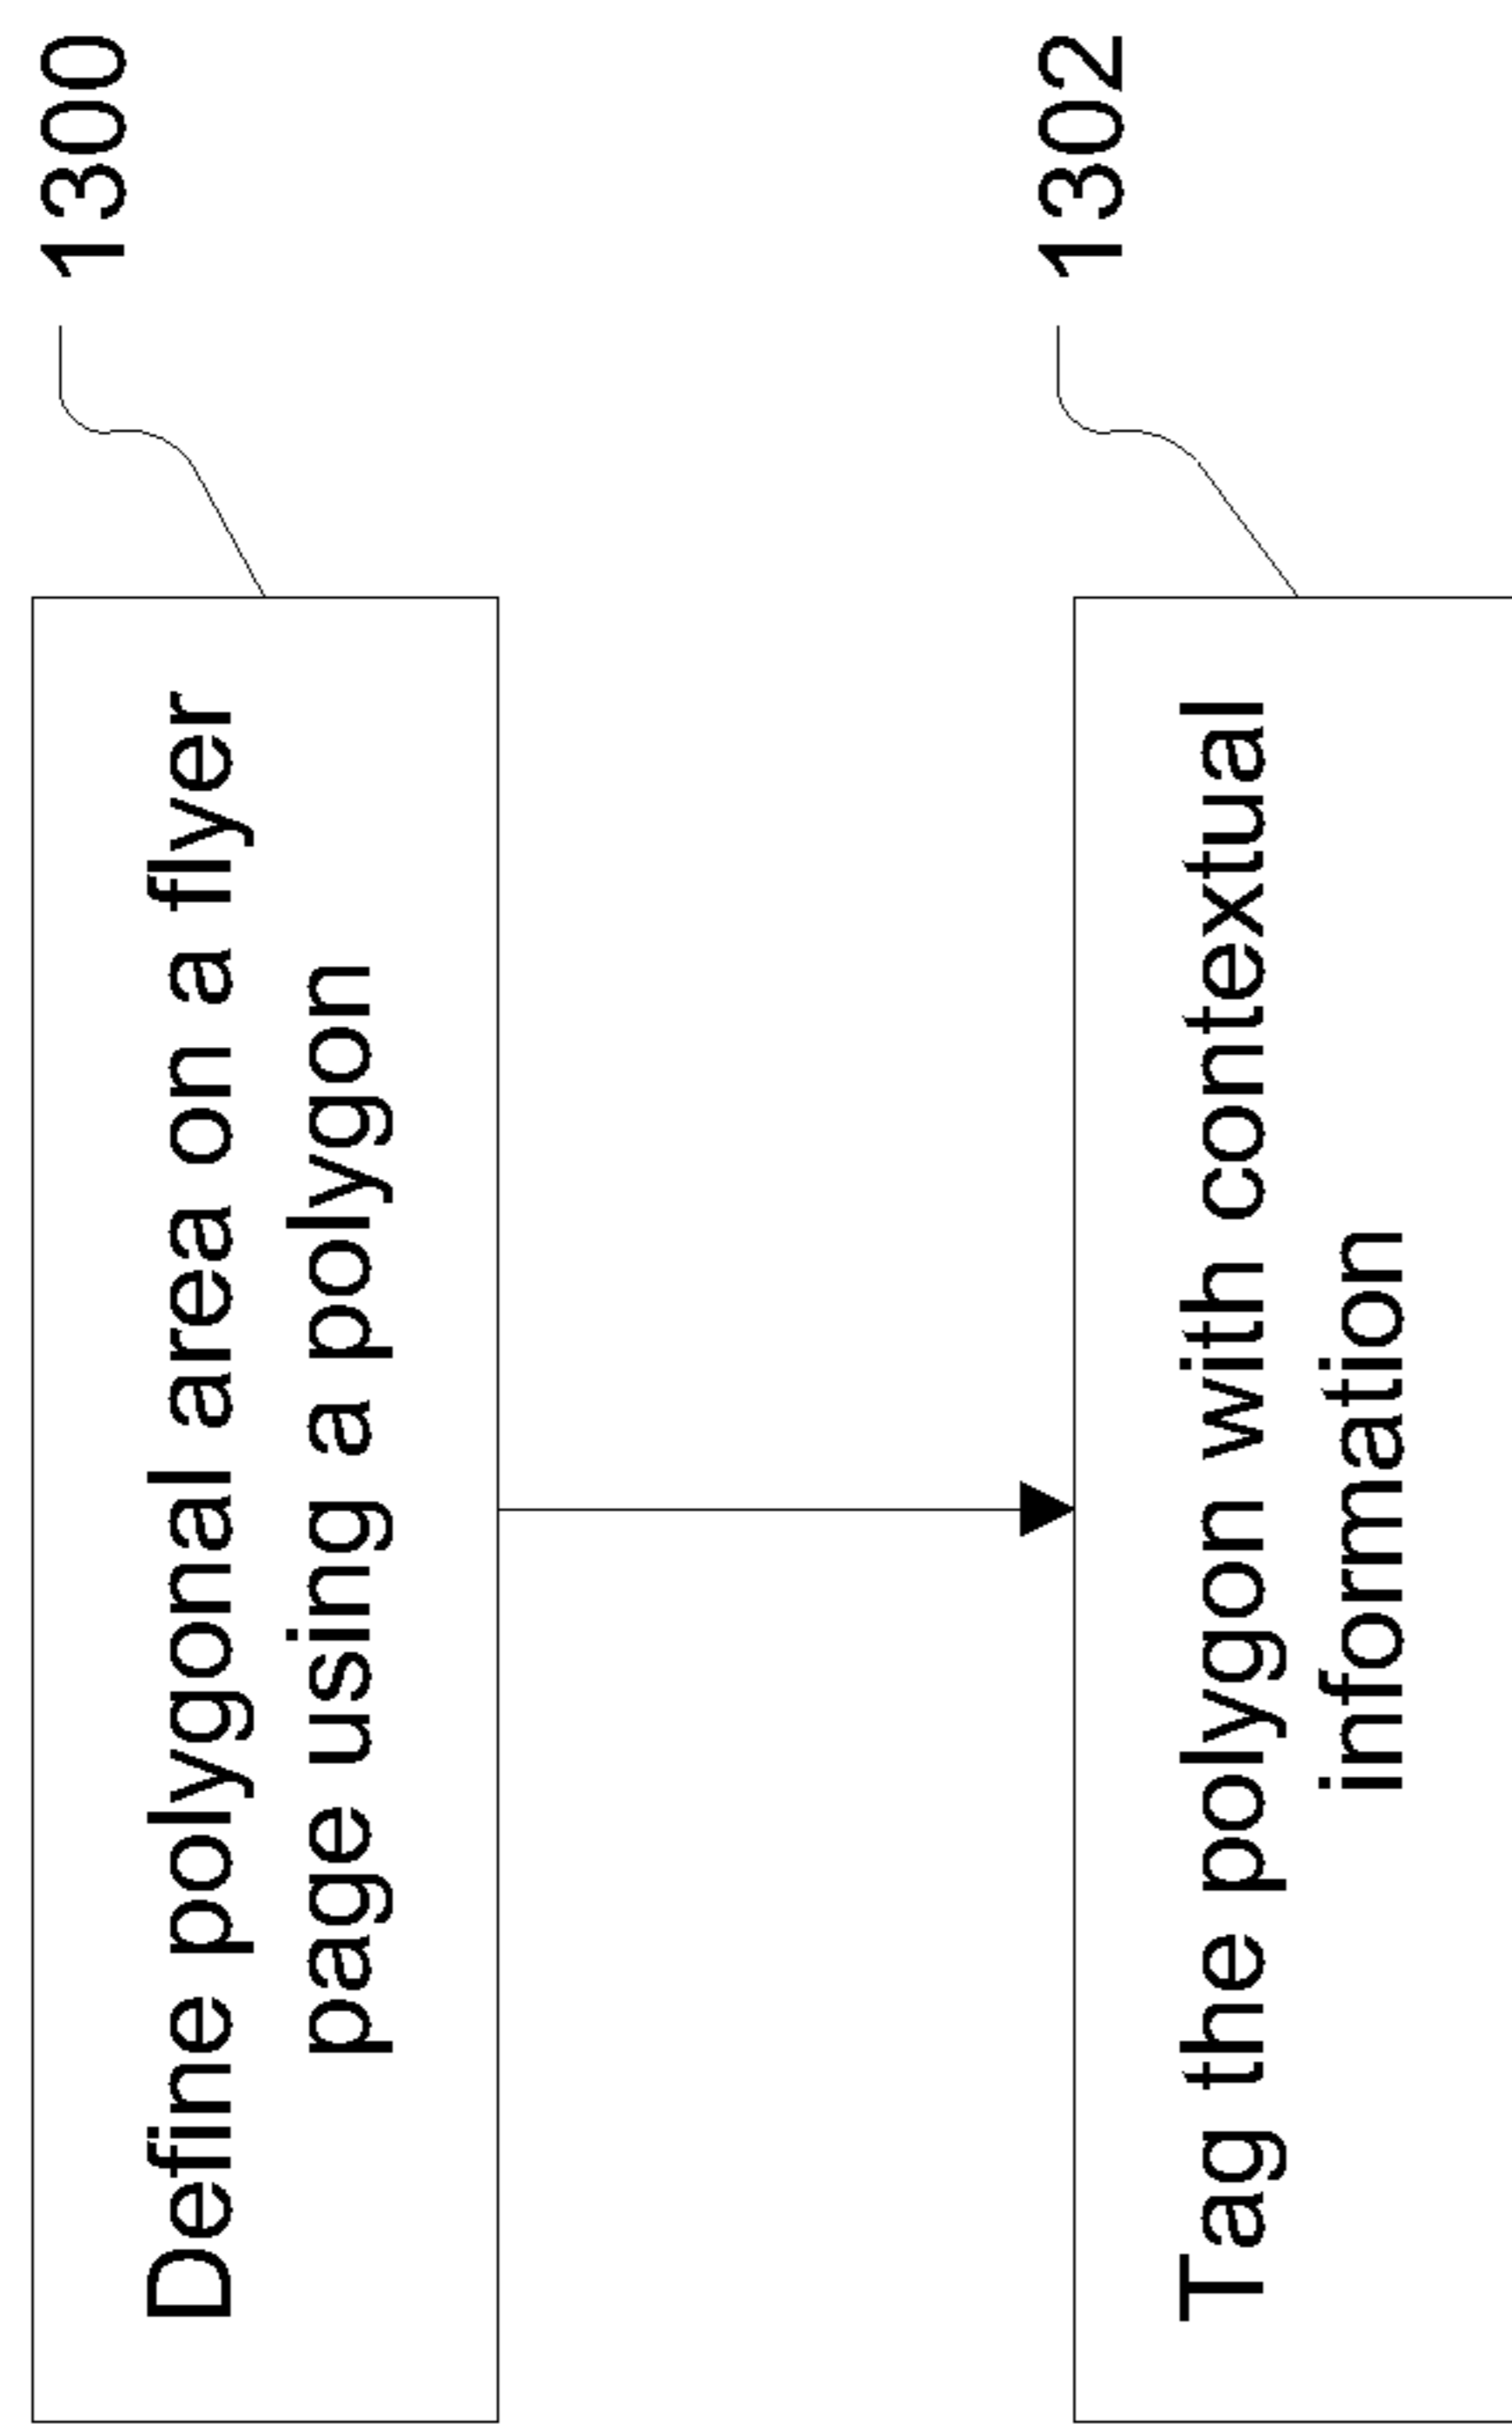 1300
Define polygonal area on a flyer
page using a polygon
1302
Tag the polygon with contextual
information